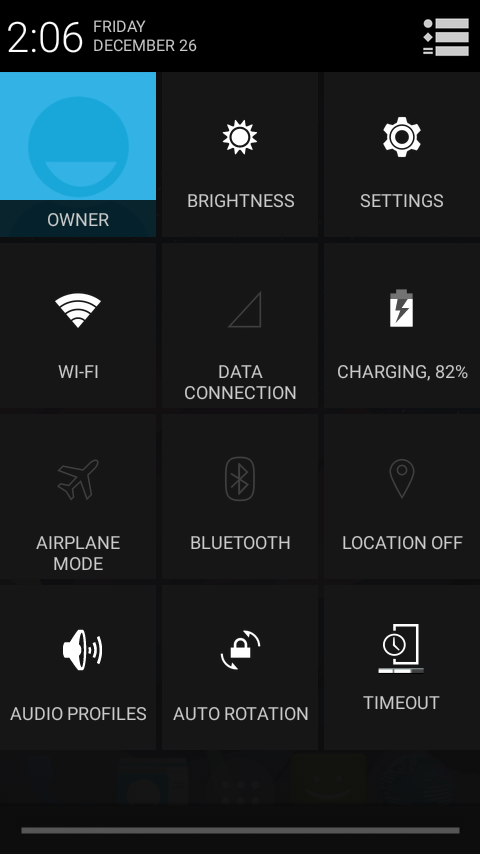 2:06
FRIDAY
DECEMBER 26
OWNER
BRIGHTNESS
SETTINGS
WI-FI
DATA
CONNECTION
CHARGING, 82%
AIRPLANE
MODE
BLUETOOTH
LOCATION OFF
AUDIO PROFILES
AUTO ROTATION
TIMEOUT